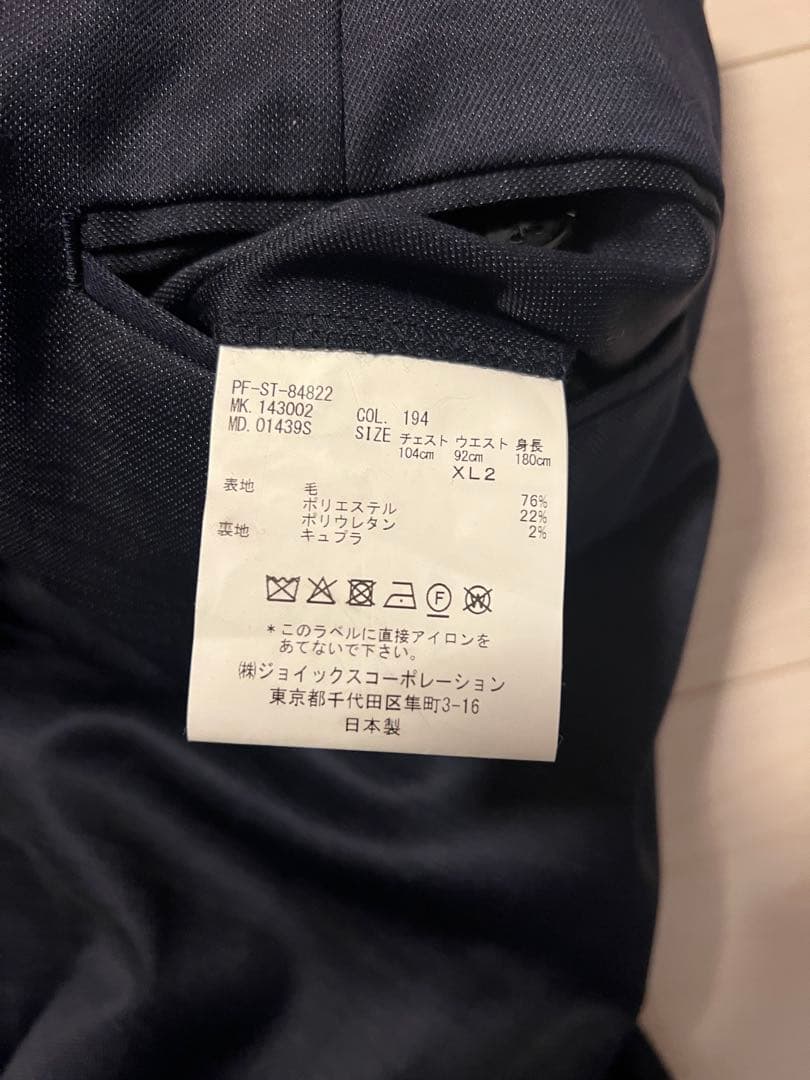 PF-ST-84822
MK. 143002 COL. 194
MD. 01439S SIZE チェスト ウエスト 身長
104cm 92cm 180cm
XL2
表地 毛 76%
ポリエステル 22%
ポリウレタン 2%
裏地 キュプラ
F W
*このラベルに直接アイロンを
あてないで下さい。
㈱ジョイックスコーポレーション
東京都千代田区隼町3-16
日本製